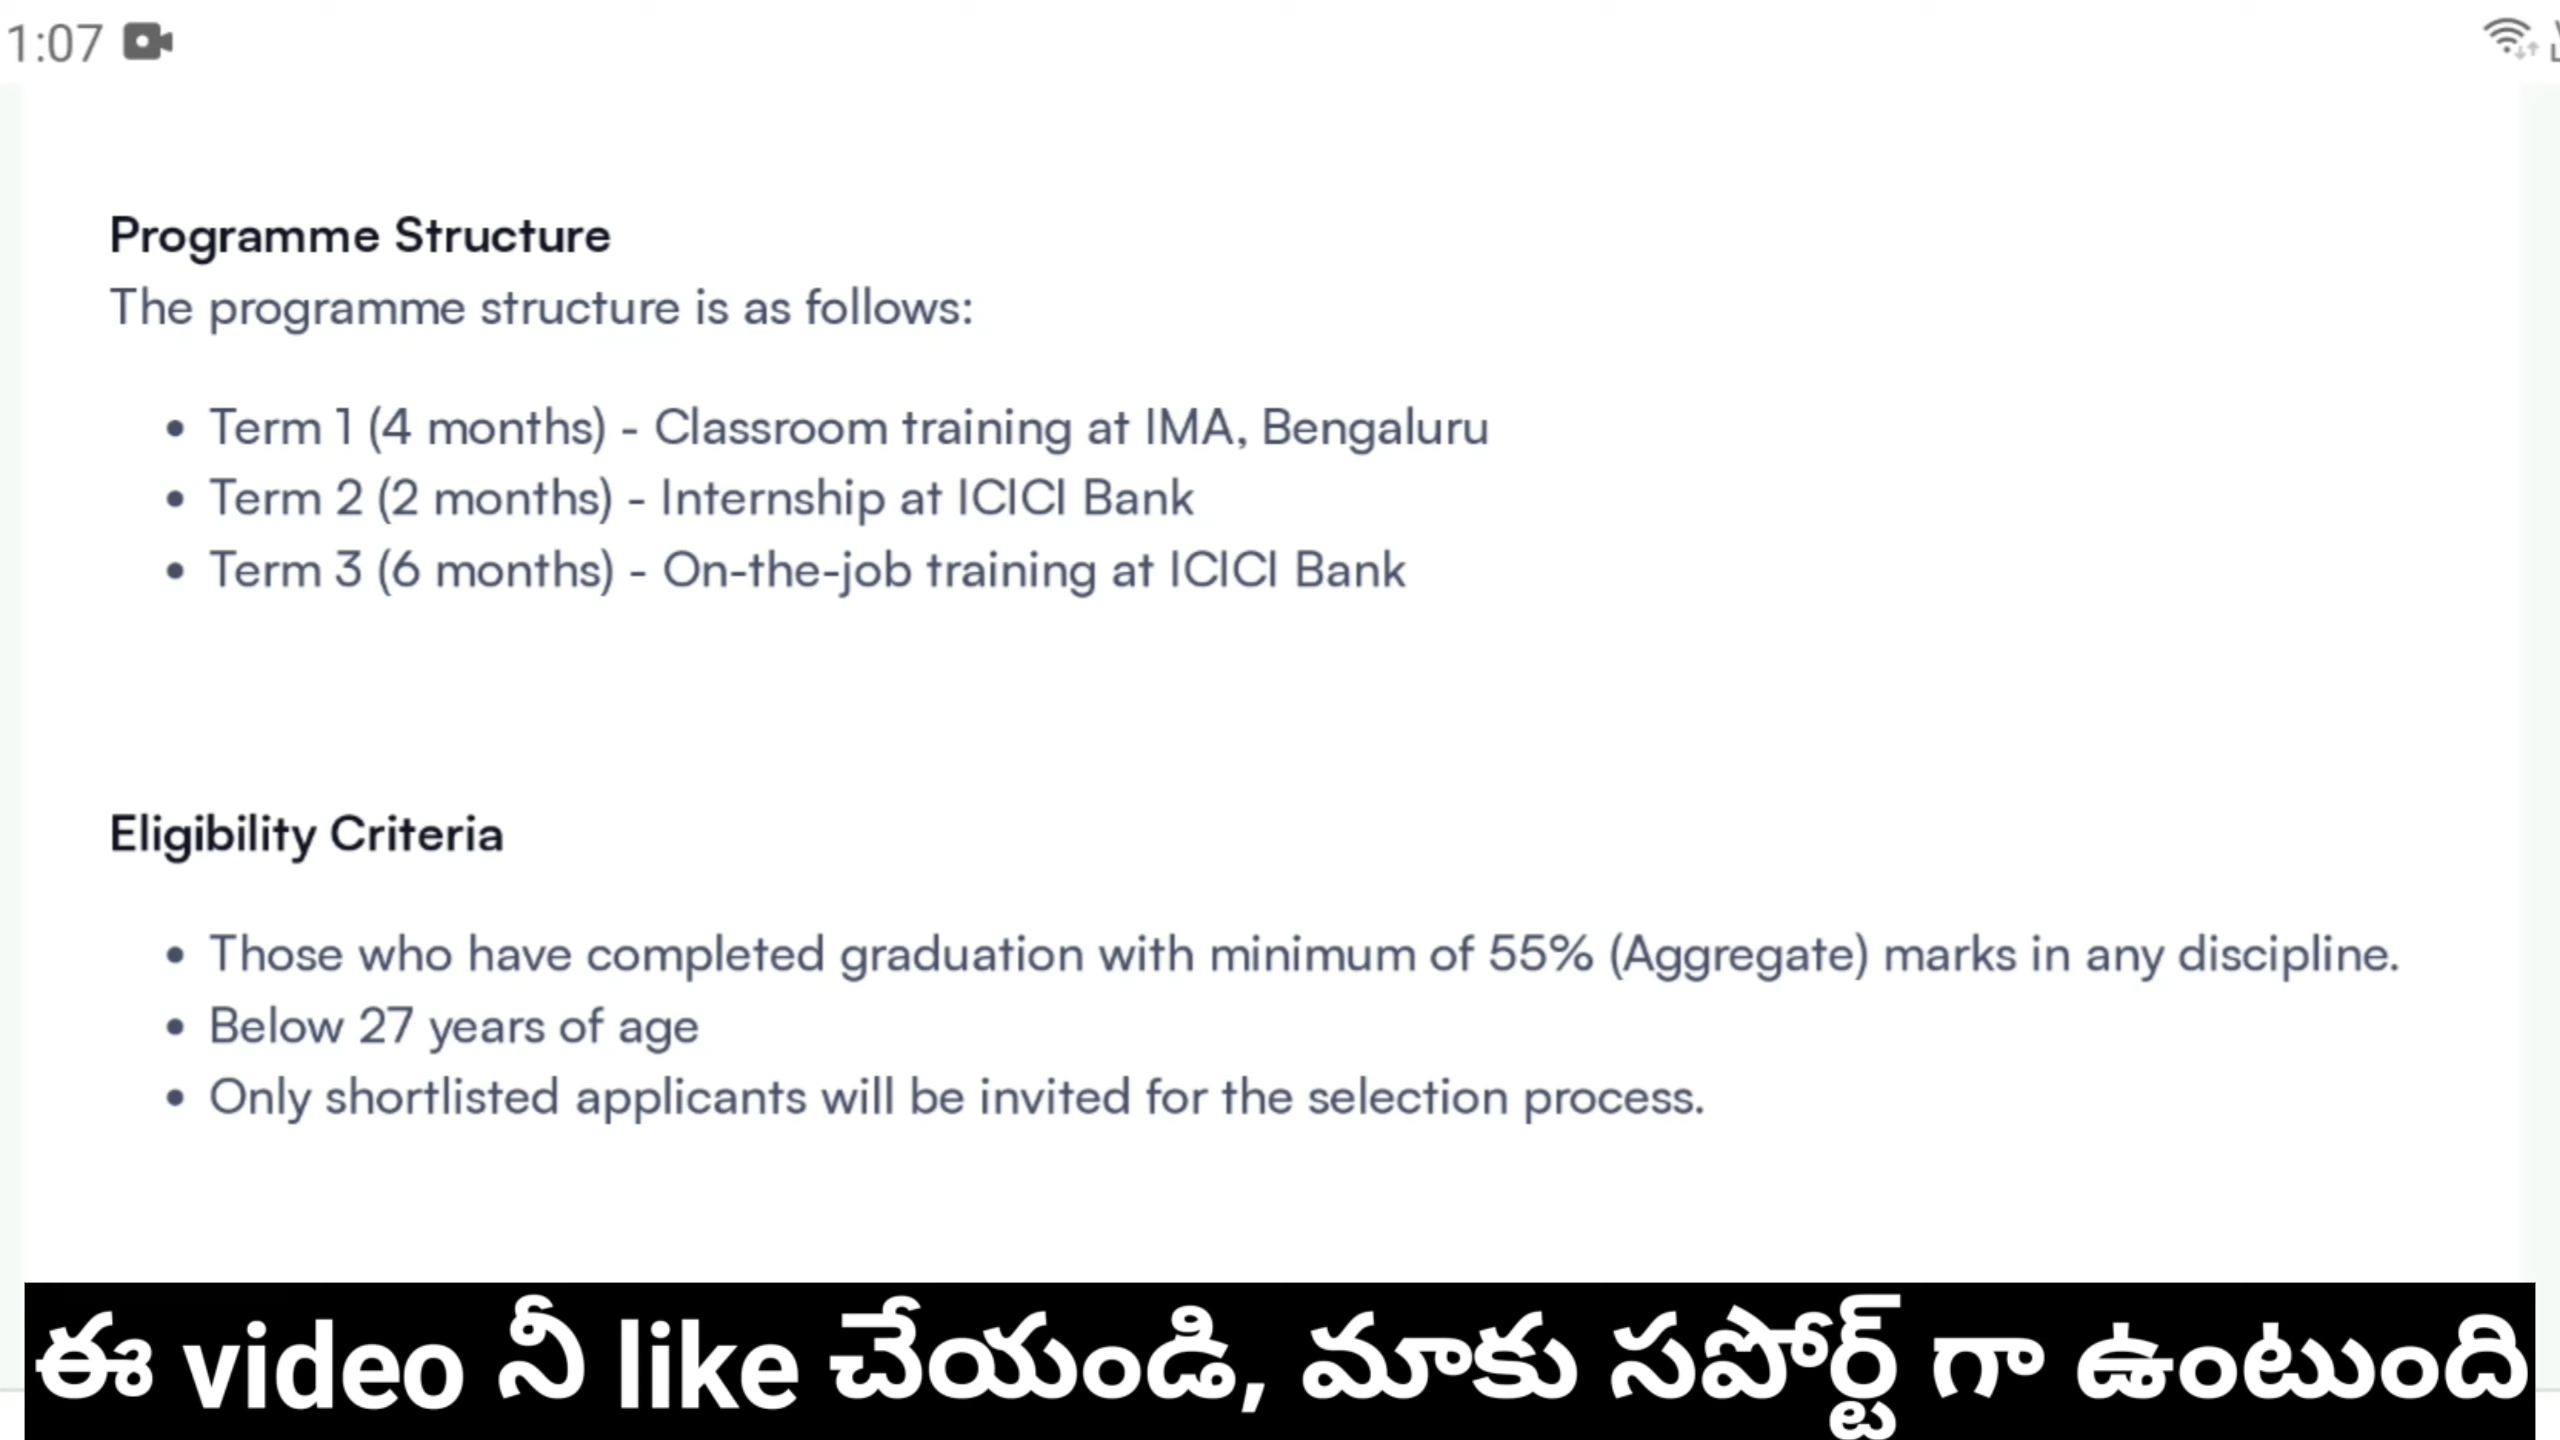 1:07
Programme Structure
The programme structure is as follows:
• Term 1 (4 months) - Classroom training at IMA, Bengaluru
• Term 2 (2 months) - Internship at ICICI Bank
• Term 3 (6 months) - On-the-job training at ICICI Bank
Eligibility Criteria
• Those who have completed graduation with minimum of 55% (Aggregate) marks in any discipline.
• Below 27 years of age
• Only shortlisted applicants will be invited for the selection process.
ఈ video నీ like చేయండి, మాకు సపోర్ట్ గా ఉంటుంది